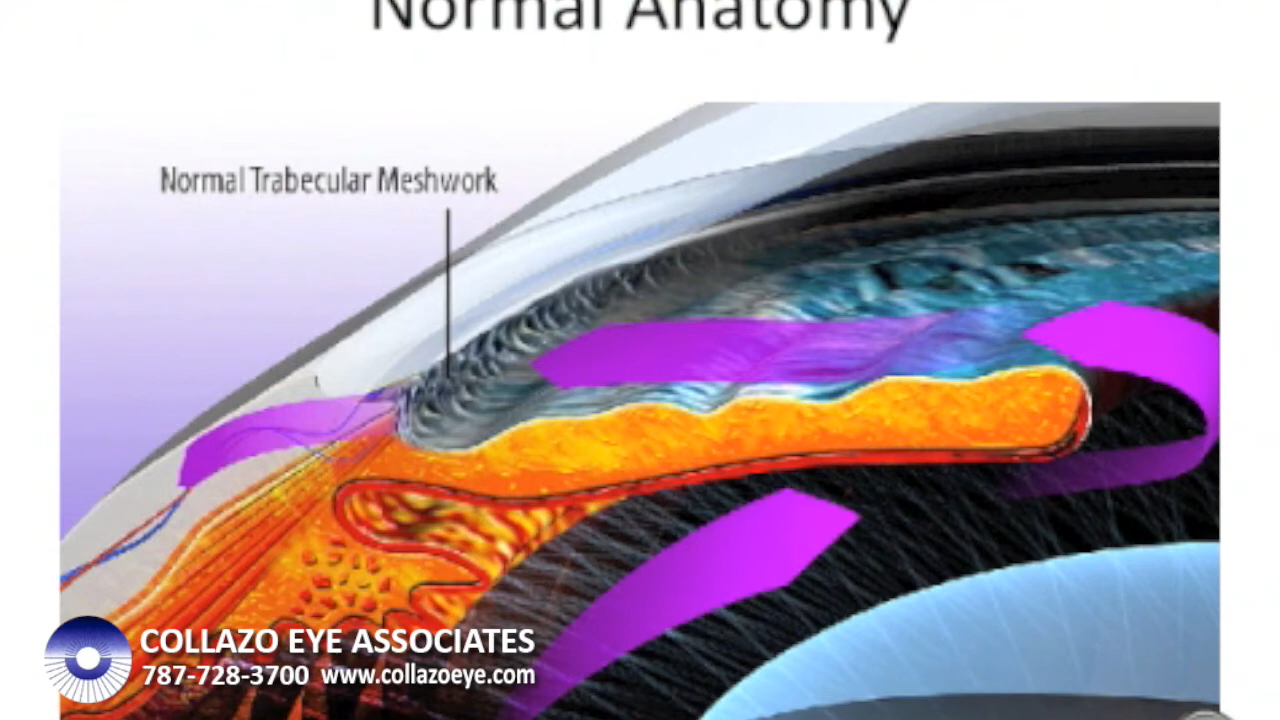 Normal Anatomy
Normal Trabecular Meshwork
COLLAZO EYE ASSOCIATES
787-728-3700 www.collazoeye.com